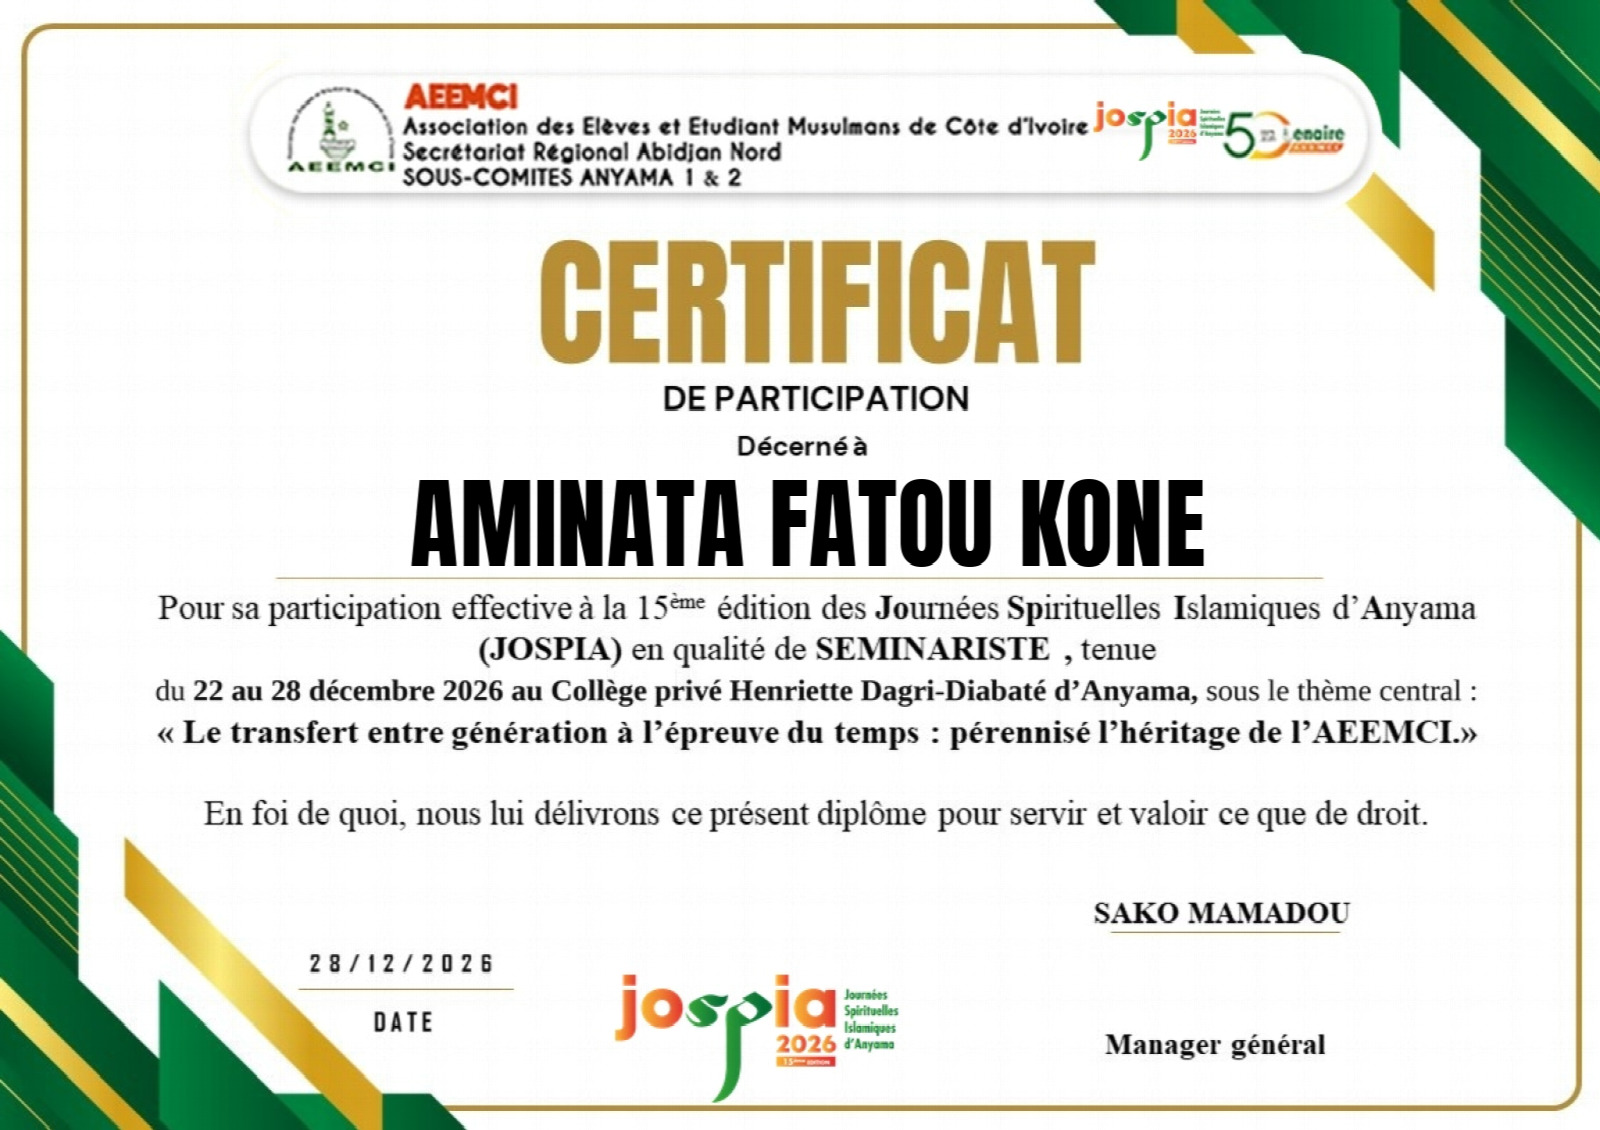 AEEMCI
Association des Elèves et Etudiant Musulmans de Côte d'Ivoire
Secrétariat Régional Abidjan Nord
SOUS-COMITES ANYAMA 1 & 2
AEEMCI
jospia
2026
50 enaire
AEEMCI
CERTIFICAT
DE PARTICIPATION
Décerné à
AMINATA FATOU KONE
Pour sa participation effective à la 15ème édition des Journées Spirituelles Islamiques d’Anyama
(JOSPIA) en qualité de SEMINARISTE , tenue
du 22 au 28 décembre 2026 au Collège privé Henriette Dagri-Diabaté d’Anyama, sous le thème central :
« Le transfert entre génération à l’épreuve du temps : pérennisé l’héritage de l’AEEMCI.»
En foi de quoi, nous lui délivrons ce présent diplôme pour servir et valoir ce que de droit.
SAKO MAMADOU
28/12/2026
DATE
jospia
2026
15ème EDITION
Journées
Spirituelles
Islamiques
d'Anyama
Manager général